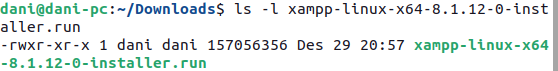 dani@dani-pc:~/Downloads$ ls -l xampp-linux-x64-8.1.12-0-inst
aller.run
-rwxr-xr-x 1 dani dani 157056356 Des 29 20:57 xampp-linux-x64
-8.1.12-0-installer.run